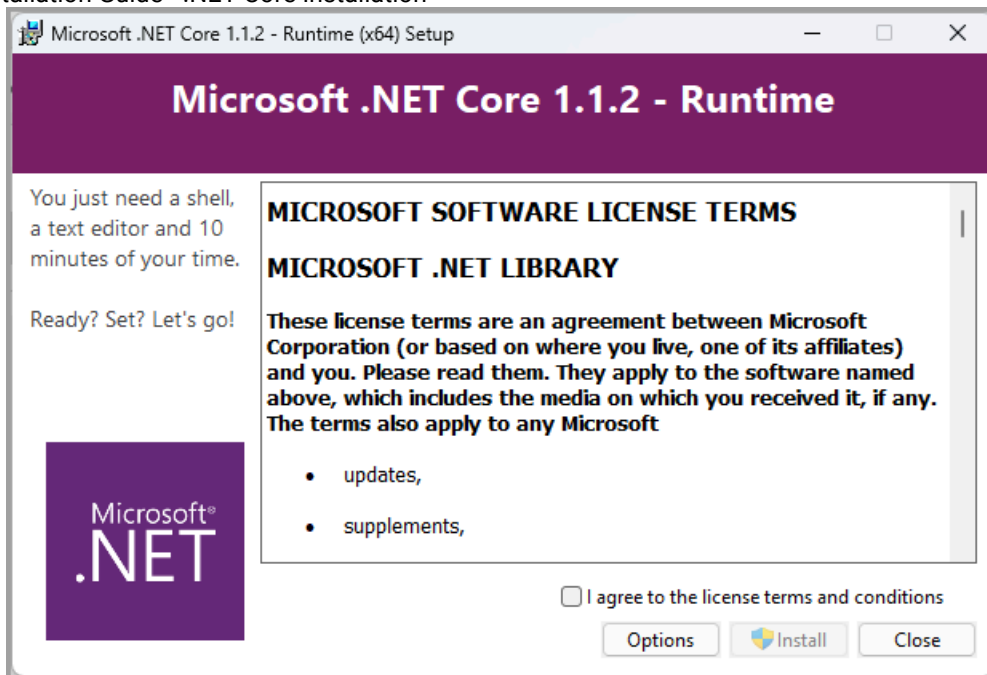 tallation Guide- .NET Core Installation
Microsoft .NET Core 1.1.2 - Runtime (x64) Setup
Microsoft .NET Core 1.1.2 - Runtime
You just need a shell,
a text editor and 10
minutes of your time.
Ready? Set? Let's go!
MICROSOFT SOFTWARE LICENSE TERMS
MICROSOFT .NET LIBRARY
These license terms are an agreement between Microsoft
Corporation (or based on where you live, one of its affiliates)
and you. Please read them. They apply to the software named
above, which includes the media on which you received it, if any.
The terms also apply to any Microsoft
• updates,
• supplements,
Microsoft®
.NET
I agree to the license terms and conditions
Options
Install
Close